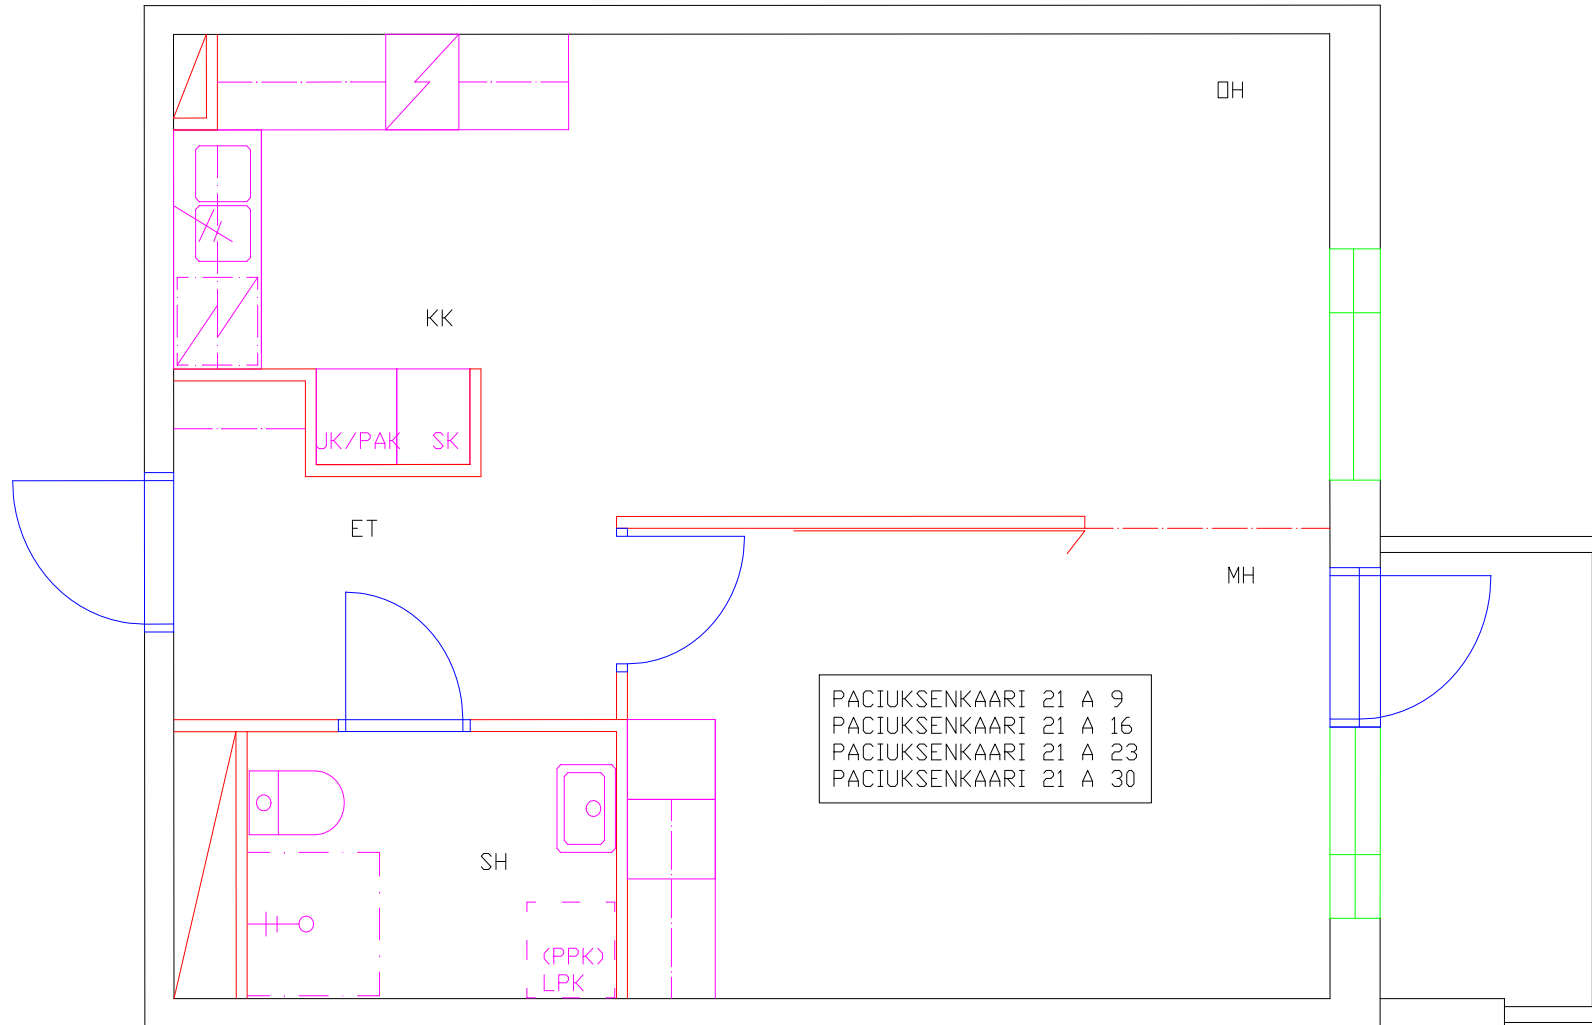 OH
KK
JK/PAK SK
ET
MH
PACIUKSENKAARI 21 A 9
PACIUKSENKAARI 21 A 16
PACIUKSENKAARI 21 A 23
PACIUKSENKAARI 21 A 30
SH
(PPK)
LPK